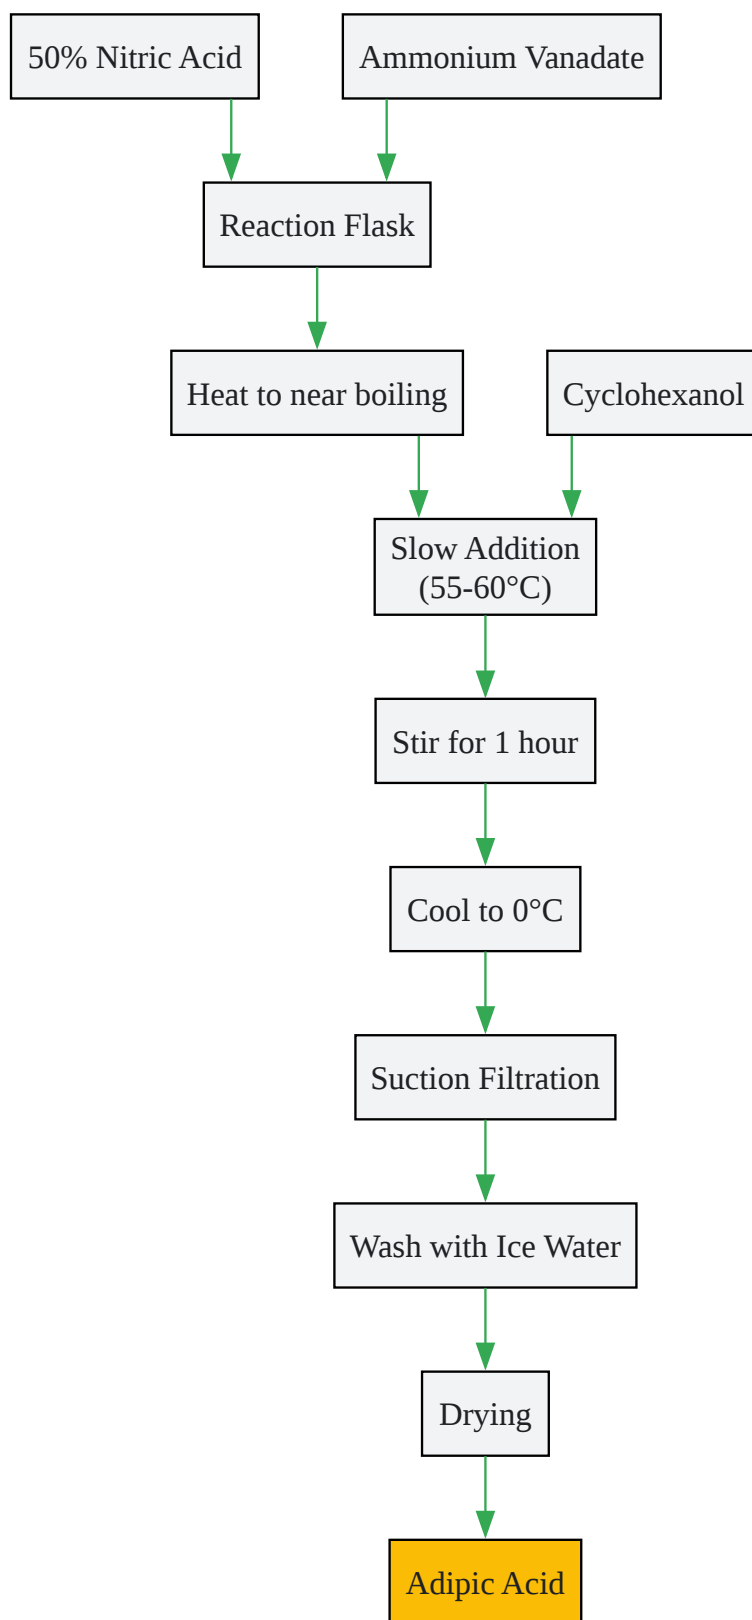 50% Nitric Acid
Ammonium Vanadate
Reaction Flask
Heat to near boiling
Cyclohexanol
Slow Addition
(55-60°C)
Stir for 1 hour
Cool to 0°C
Suction Filtration
Wash with Ice Water
Drying
Adipic Acid